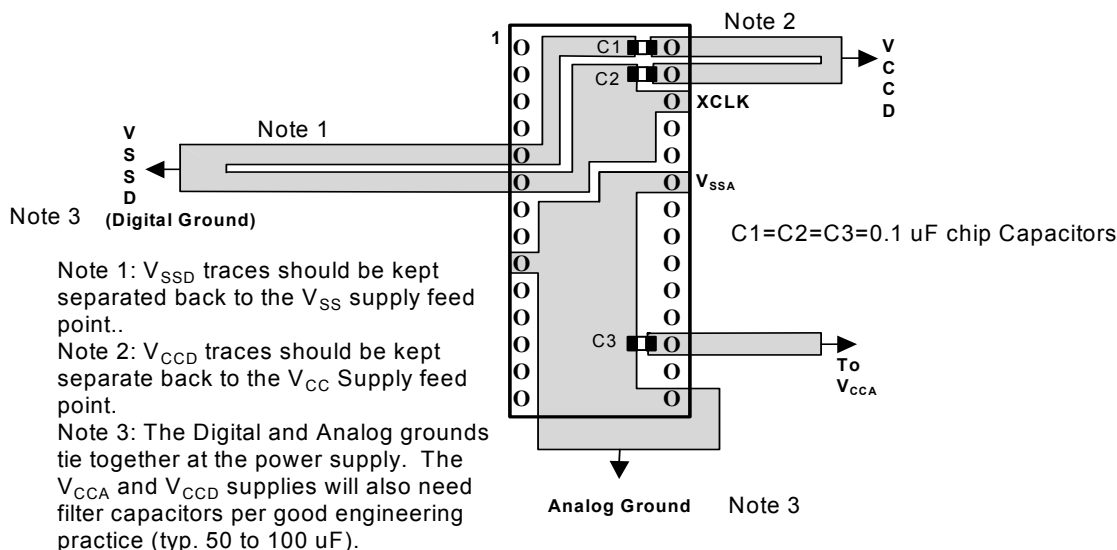 Note 2
1
C1
C2
V
C
C
D
XCLK
Note 1
V
S
S
D
VSSA
Note 3 (Digital Ground)
C1=C2=C3=0.1 uF chip Capacitors
Note 1: VSSD traces should be kept
separated back to the VSS supply feed
point..
Note 2: VCCD traces should be kept
separate back to the VCC Supply feed
point.
Note 3: The Digital and Analog grounds
tie together at the power supply. The
VCCA and VCCD supplies will also need
filter capacitors per good engineering
practice (typ. 50 to 100 uF).
C3
To
VCCA
Analog Ground Note 3